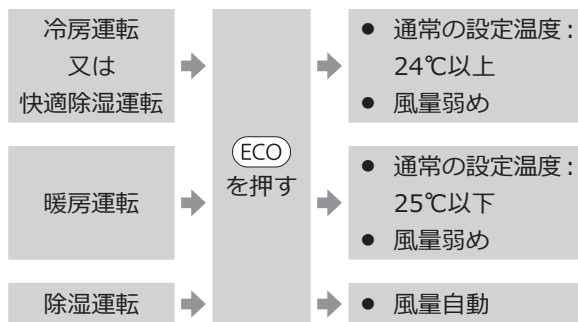 冷房運転
又は
快適除湿運転
ECO
を押す
● 通常の設定温度:
24℃以上
● 風量弱め
暖房運転
● 通常の設定温度:
25℃以下
● 風量弱め
除湿運転
● 風量自動